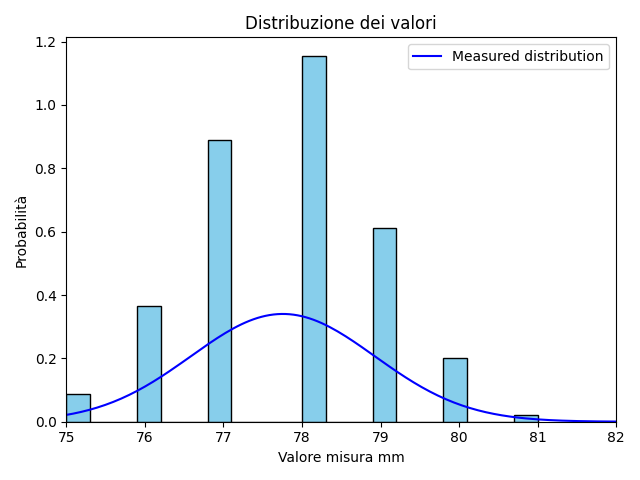 Distribuzione dei valori
Measured distribution
1.2
1.0
0.8
0.6
0.4
0.2
0.0
Probabilità
75 76 77 78 79 80 81 82
Valore misura mm